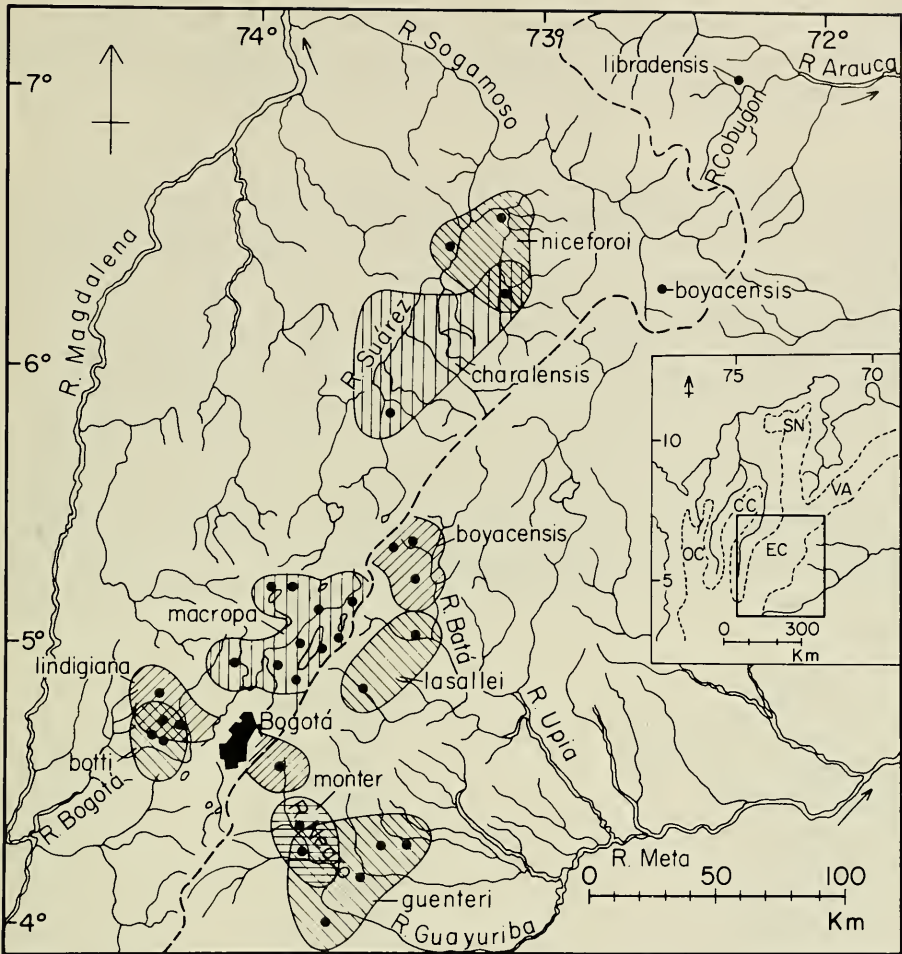 74°
73°
72°
R. Sogamoso
libradensis
R Arauca
7°
R Cobugón
R. Magdalena
niceforoi
boyacensis
R. Suárez
6°
charalensis
75
70
10
SN
VA
CC
OC
EC
5
0
300
Km
boyacensis
macropa
5°
R. Batá
lindigiana
lasallei
R. Upia
Bogotá
botti
monter
R. Bogotá
R. Negro
R. Meta
0
50
100
Km
guenteri
4°
R. Guayuriba